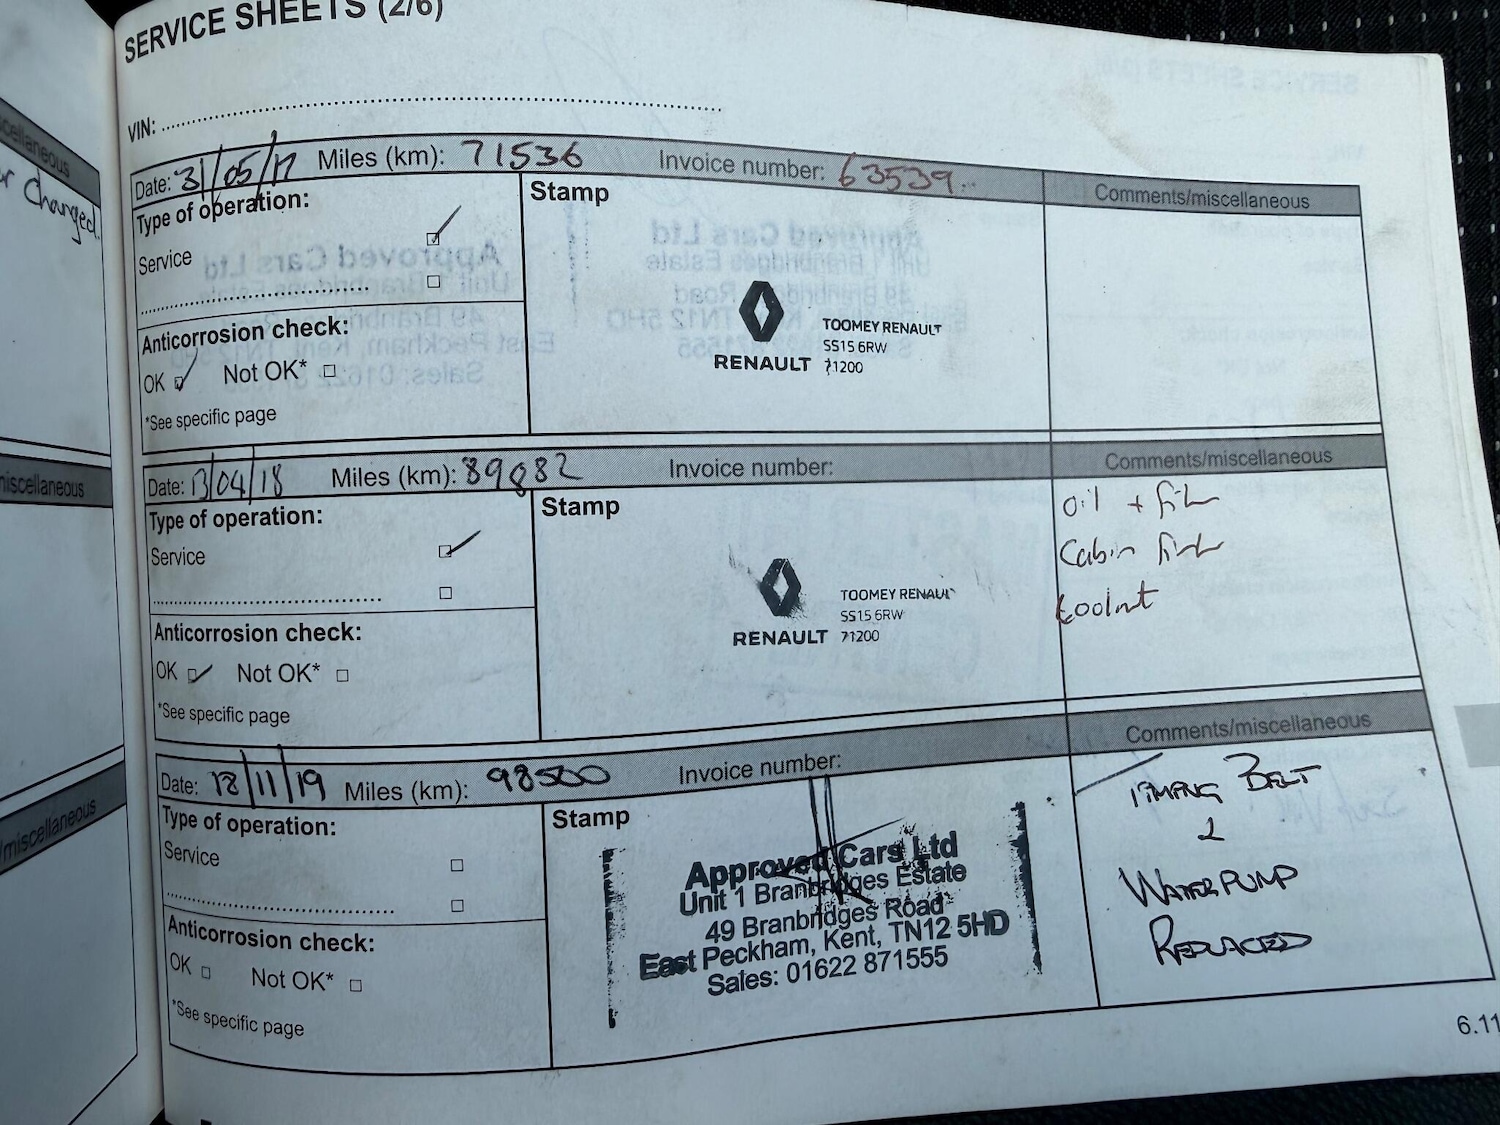 SERVICE SHEETS (2/6)
VIN:
Date: 31/05/17 Miles (km): 71536 Invoice number: 63539 Comments/miscellaneous
Type of operation:
Service
Anticorrosion check:
OK Not OK*
*See specific page
Stamp
RENAULT
TOOMEY RENAULT
SS15 6RW
71200
Date: 13/04/18 Miles (km): 89082 Invoice number: Comments/miscellaneous
Type of operation:
Service
Anticorrosion check:
OK Not OK*
*See specific page
Stamp
RENAULT
TOOMEY RENAULT
SS15 6RW
71200
Oil + filter
Cabin filter
Coolant
Date: 18/11/19 Miles (km): 98500 Invoice number: Comments/miscellaneous
Type of operation:
Service
Anticorrosion check:
OK Not OK*
*See specific page
Stamp
Approved Cars Ltd
Unit 1 Branbridges Estate
49 Branbridges Road
East Peckham, Kent, TN12 5HD
Sales: 01622 871555
TIMING BELT
&
WATERPUMP
REPLACED
6.11
miscellaneous
Changed.
miscellaneous
/miscellaneous